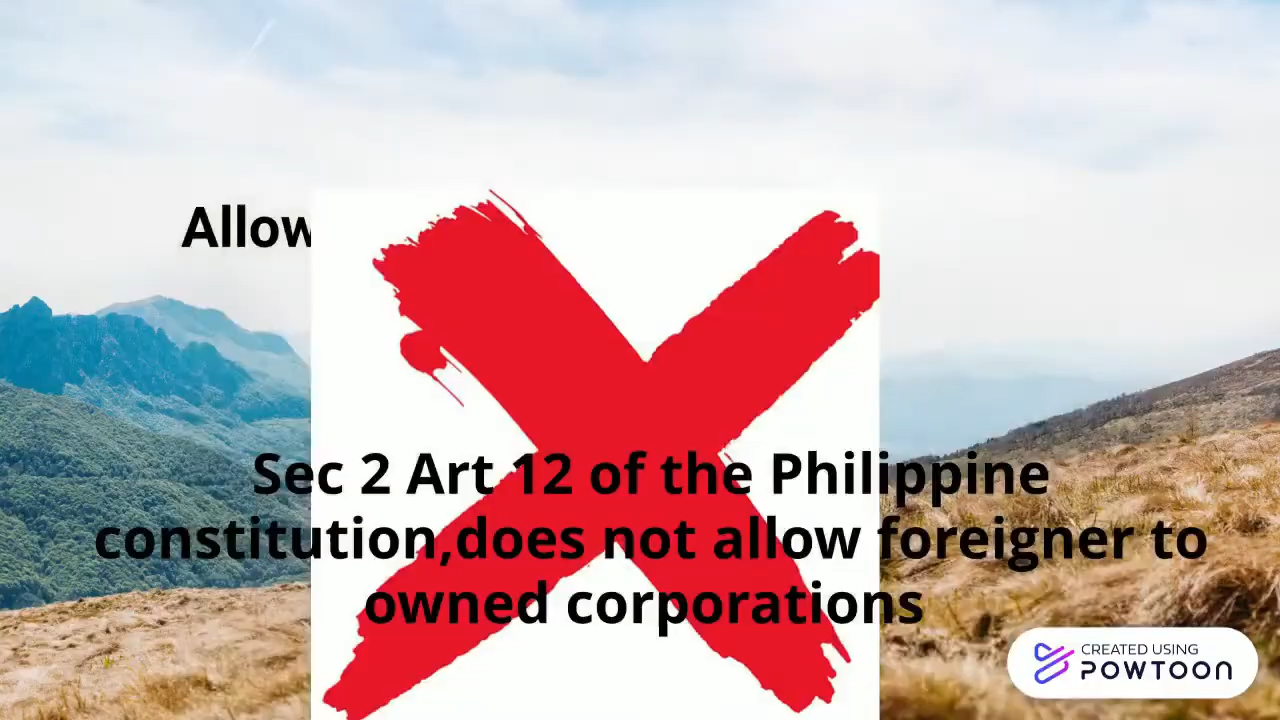 Allow
Sec 2 Art 12 of the Philippine
constitution,does not allow foreigner to
owned corporations
CREATED USING
POWTOON